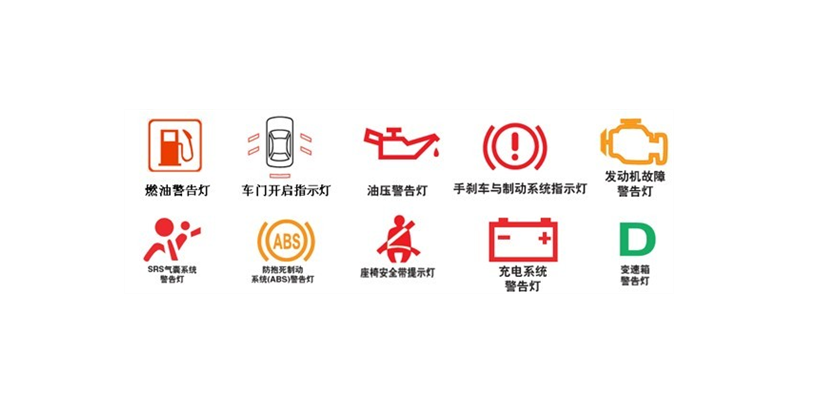 燃油警告灯
车门开启指示灯
油压警告灯
手刹车与制动系统指示灯
发动机故障
警告灯
SRS气囊系统
警告灯
ABS
防抱死制动
系统(ABS)警告灯
座椅安全带提示灯
充电系统
警告灯
D
变速箱
警告灯